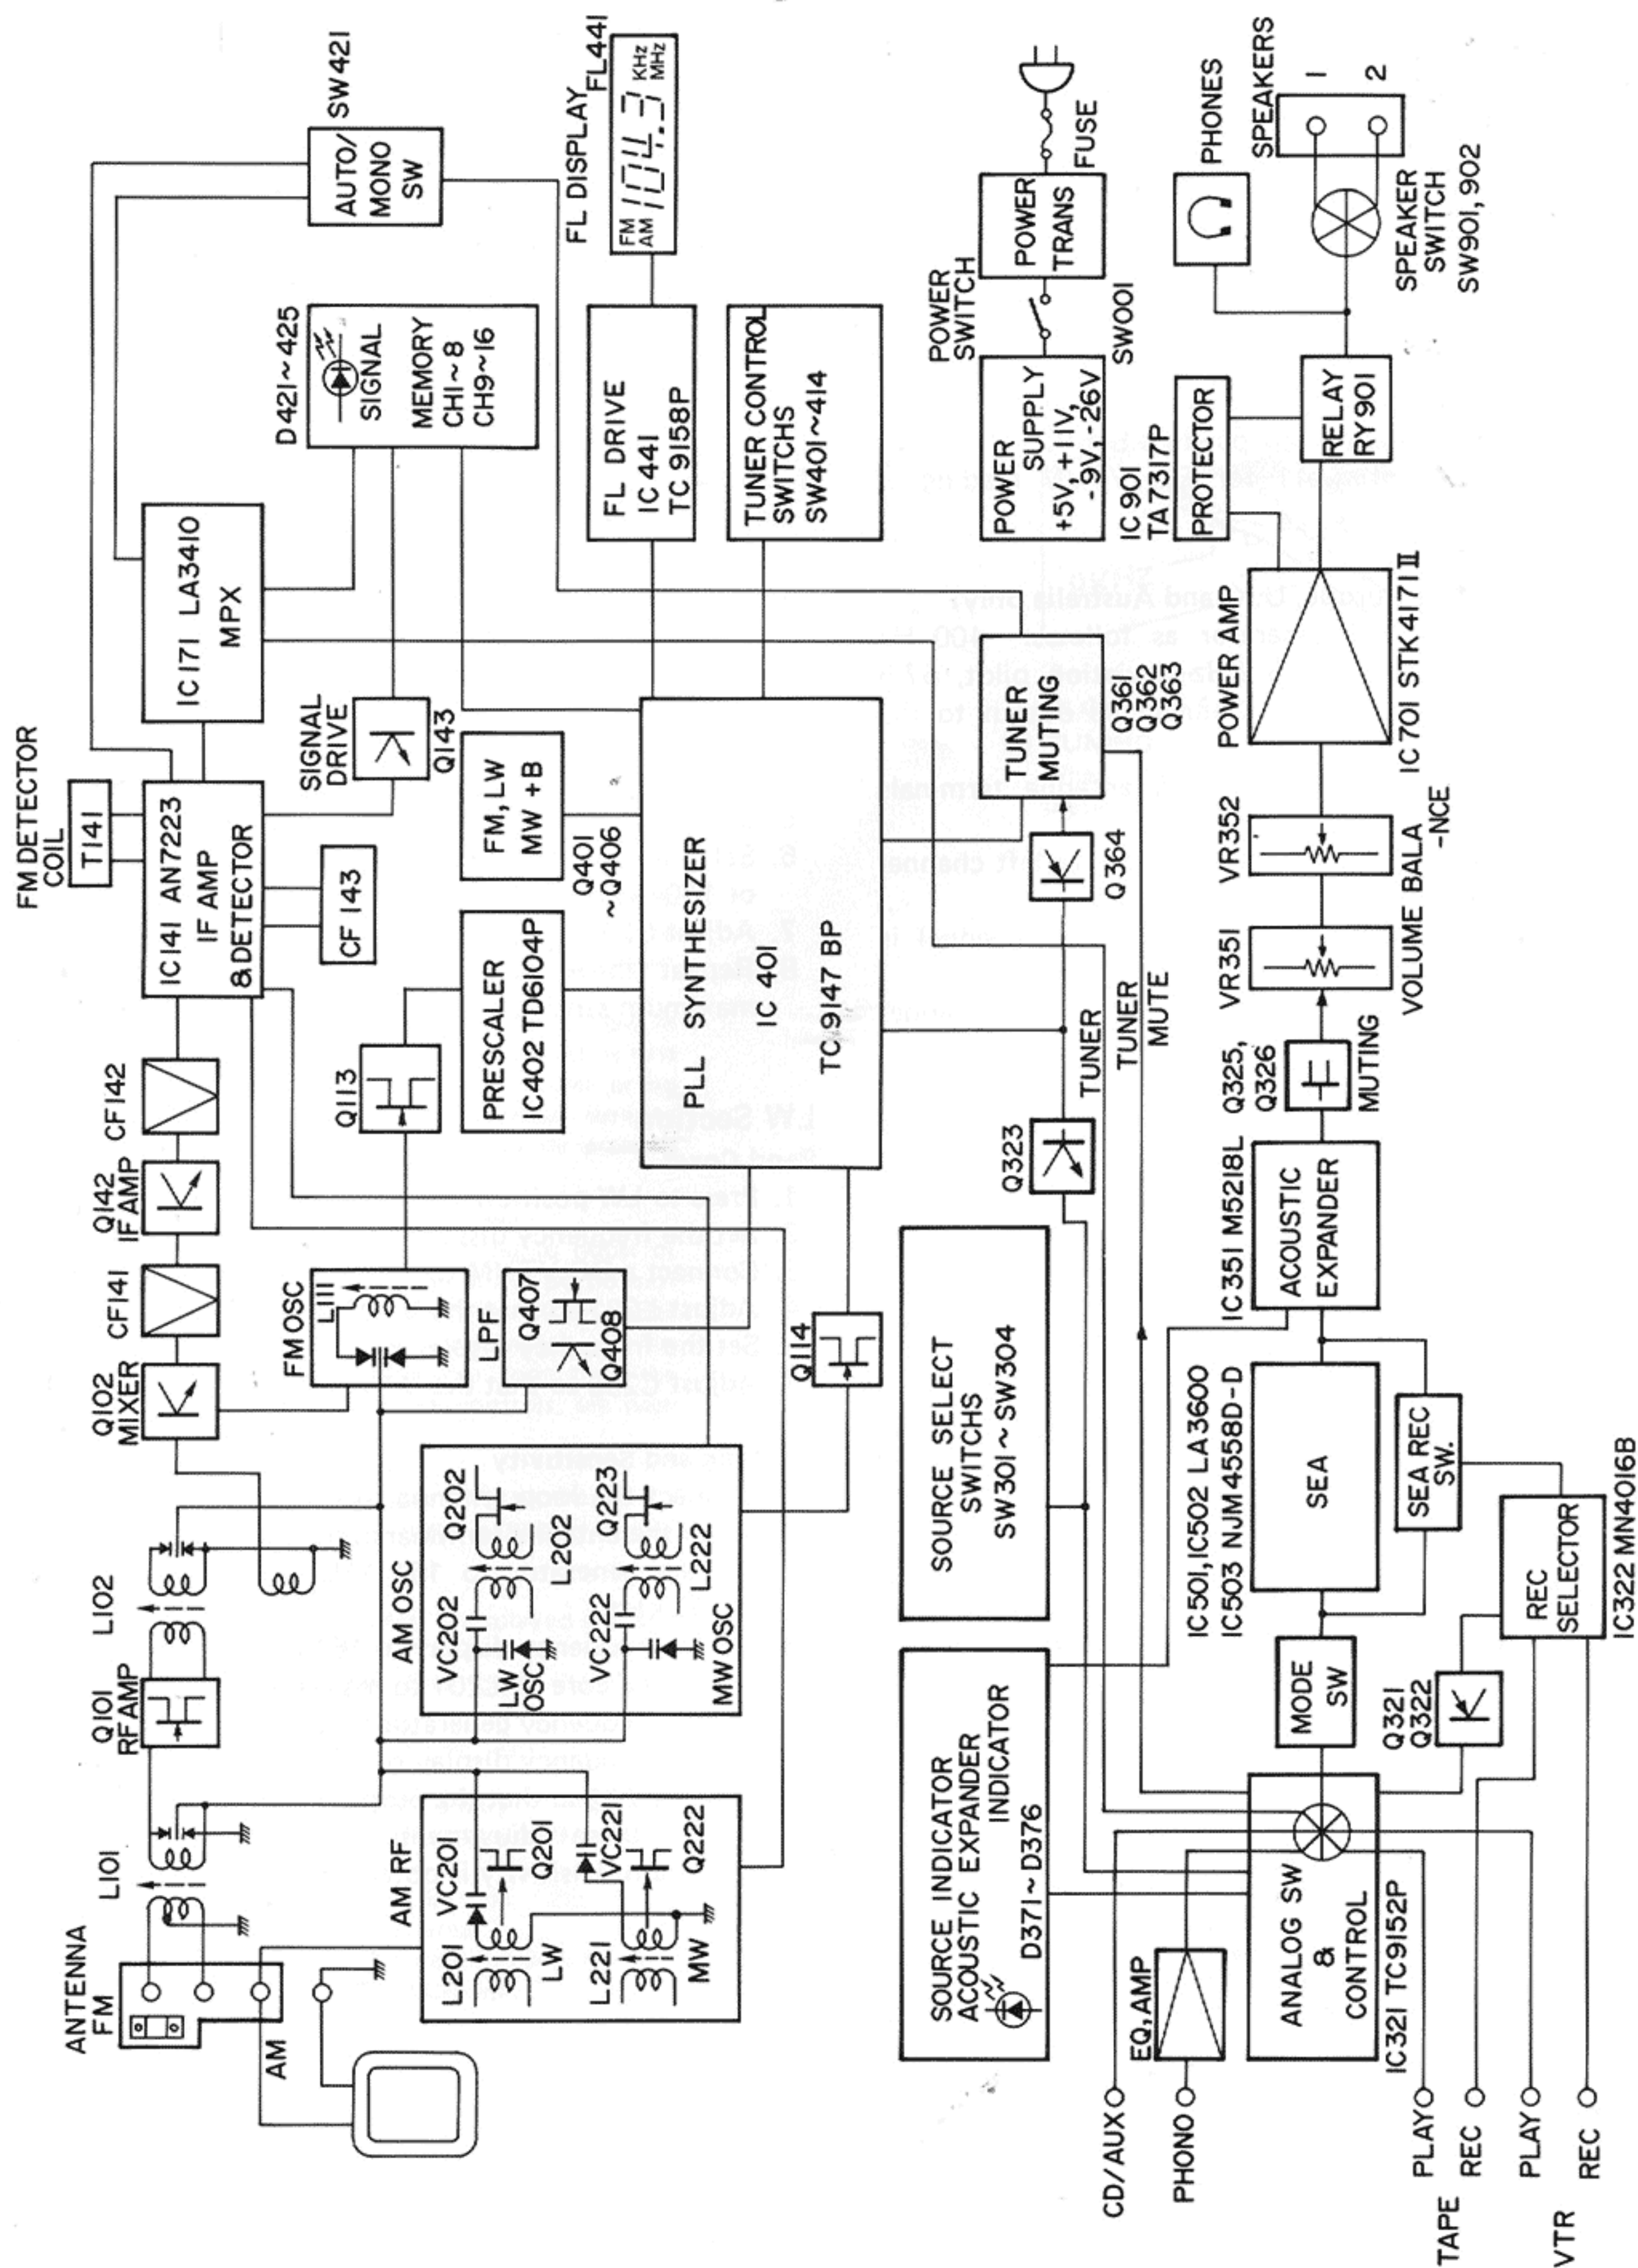 ANTENNA
FM
AM
L101
Q101
RF AMP
L102
Q102
MIXER
CF141
Q142
IF AMP
CF142
FM DETECTOR
COIL
T141
IC141 AN7223
IF AMP
& DETECTOR
CF 143
IC171 LA3410
MPX
AUTO/
MONO
SW
SW421
AM RF
L201
VC201
Q201
LW
L221
VC221
Q222
MW
AM OSC
VC202
Q202
LW
OSC
L202
VC222
Q223
L222
MW OSC
FM OSC
L111
LPF
Q407
Q408
Q113
PRESCALER
IC402 TD6104P
SIGNAL
DRIVE
Q143
FM, LW
MW +B
Q401
~Q406
D421~425
SIGNAL
MEMORY
CH1~8
CH9~16
FL DISPLAY
FL441
FM
AM
104.3
KHz
MHz
FL DRIVE
IC 441
TC 9158P
TUNER CONTROL
SWITCHS
SW401~414
PLL SYNTHESIZER
IC 401
TC 9147 BP
Q114
SOURCE INDICATOR
ACOUSTIC EXPANDER
INDICATOR
D371~D376
SOURCE SELECT
SWITCHS
SW301~SW304
Q323
Q364
TUNER
MUTING
Q361
Q362
Q363
TUNER
TUNER
MUTE
POWER
SUPPLY
+5V, +11V,
-9V, -26V
POWER
SWITCH
SW001
POWER
TRANS
FUSE
CD/AUX
PHONO
EQ, AMP
ANALOG SW
&
CONTROL
IC321 TC9152P
MODE
SW
Q321
Q322
IC501, IC502 LA3600
IC503 NJM4558D-D
SEA
SEA REC
SW.
REC
SELECTOR
IC322 MN4016B
IC351 M5218L
ACOUSTIC
EXPANDER
Q325,
Q326
MUTING
VR351
VR352
VOLUME BALA
-NCE
POWER AMP
IC701 STK4171II
IC901
TA7317P
PROTECTOR
RELAY
RY901
PHONES
SPEAKERS
1
2
SPEAKER
SWITCH
SW901, 902
TAPE
PLAY
REC
VTR
PLAY
REC